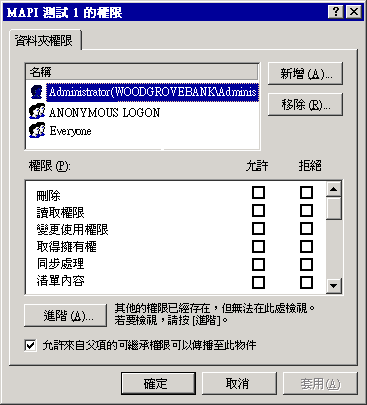 MAPI 測試 1 的權限
資料夾權限
名稱
Administrator(WOODGROVEBANK\Adminis
ANONYMOUS LOGON
Everyone
新增 (A)...
移除 (R)...
權限 (P): 允許 拒絕
刪除
讀取權限
變更使用權限
取得擁有權
同步處理
清單內容
進階 (A)...
其他的權限已經存在，但無法在此處檢視。
若要檢視，請按 [進階]。
允許來自父項的可繼承權限可以傳播至此物件
確定 取消 套用(A)